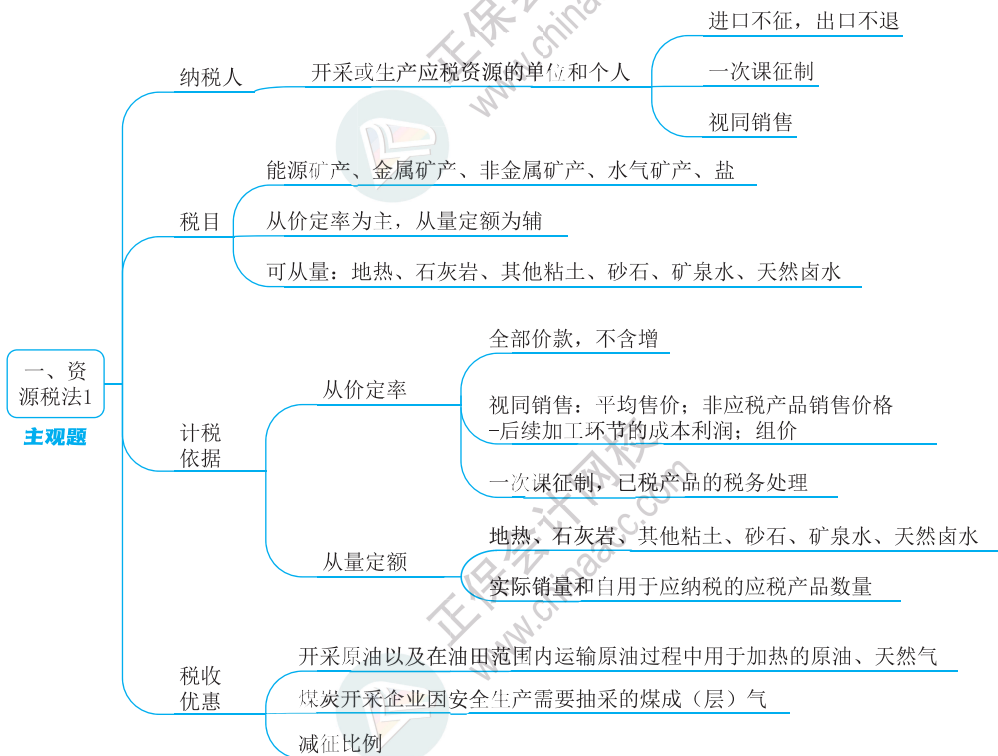 进口不征，出口不退
纳税人
开采或生产应税资源的单位和个人
一次课征制
视同销售
能源矿产、金属矿产、非金属矿产、水气矿产、盐
税目
从价定率为主，从量定额为辅
可从量：地热、石灰岩、其他粘土、砂石、矿泉水、天然卤水
一、资
源税法1
主观题
计税
依据
从价定率
全部价款，不含增
视同销售：平均售价；非应税产品销售价格
-后续加工环节的成本利润；组价
一次课征制，已税产品的税务处理
从量定额
地热、石灰岩、其他粘土、砂石、矿泉水、天然卤水
实际销量和自用于应纳税的应税产品数量
税收
优惠
开采原油以及在油田范围内运输原油过程中用于加热的原油、天然气
煤炭开采企业因安全生产需要抽采的煤成（层）气
减征比例
正保会计网校
www.chinaacc.com